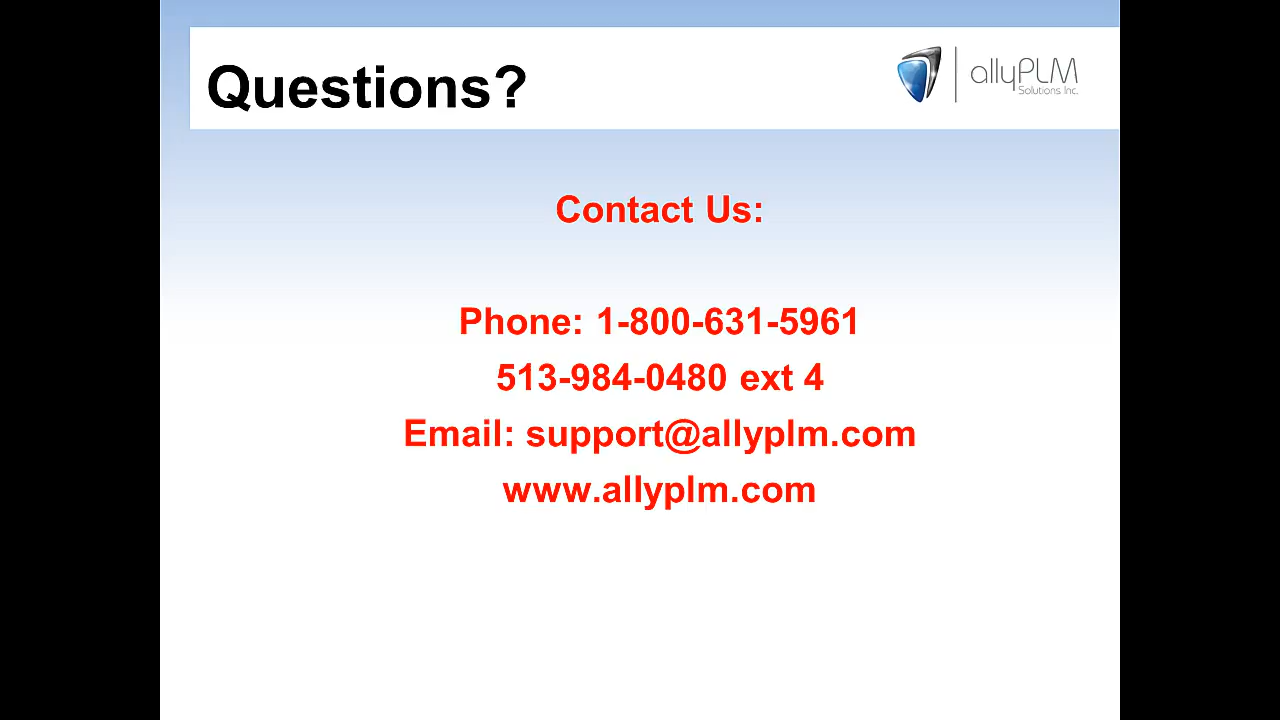 Questions?
allyPLM
Solutions Inc.
Contact Us:
Phone: 1-800-631-5961
513-984-0480 ext 4
Email: support@allyplm.com
www.allyplm.com